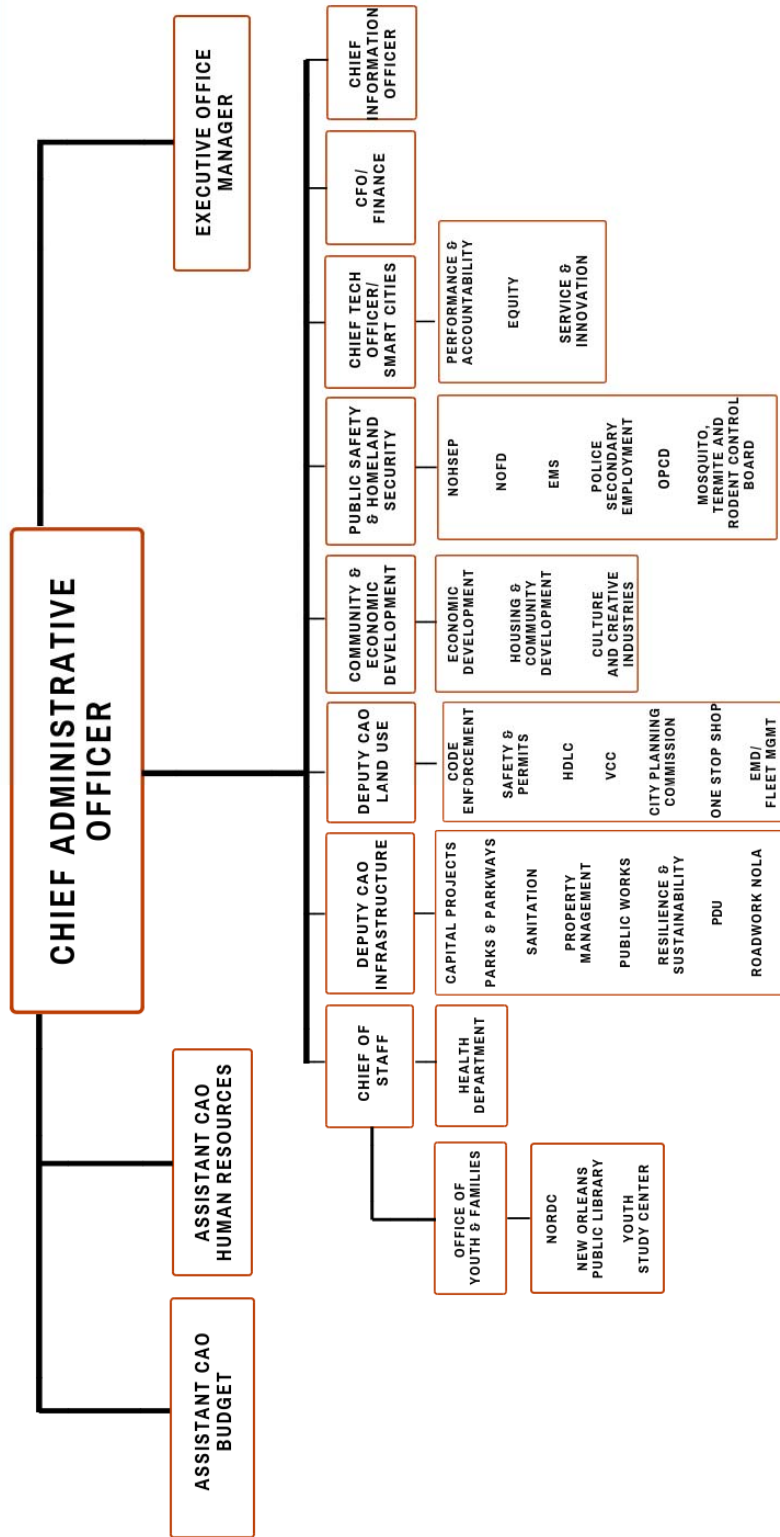 CHIEF ADMINISTRATIVE
OFFICER
ASSISTANT CAO
BUDGET
ASSISTANT CAO
HUMAN RESOURCES
EXECUTIVE OFFICE
MANAGER
CHIEF OF
STAFF
DEPUTY CAO
INFRASTRUCTURE
DEPUTY CAO
LAND USE
COMMUNITY &
ECONOMIC
DEVELOPMENT
PUBLIC SAFETY
& HOMELAND
SECURITY
CHIEF TECH
OFFICER/
SMART CITIES
CFO/
FINANCE
CHIEF
INFORMATION
OFFICER
OFFICE OF
YOUTH & FAMILIES
HEALTH
DEPARTMENT
NORDC
NEW ORLEANS
PUBLIC LIBRARY
YOUTH
STUDY CENTER
CAPITAL PROJECTS
PARKS & PARKWAYS
SANITATION
PROPERTY
MANAGEMENT
PUBLIC WORKS
RESILIENCE &
SUSTAINABILITY
PDU
ROADWORK NOLA
CODE
ENFORCEMENT
SAFETY &
PERMITS
HDLC
VCC
CITY PLANNING
COMMISSION
ONE STOP SHOP
EMD/
FLEET MGMT
ECONOMIC
DEVELOPMENT
HOUSING &
COMMUNITY
DEVELOPMENT
CULTURE
AND CREATIVE
INDUSTRIES
NOHSEP
NOFD
EMS
POLICE
SECONDARY
EMPLOYMENT
OPCD
MOSQUITO,
TERMITE AND
RODENT CONTROL
BOARD
PERFORMANCE &
ACCOUNTABILITY
EQUITY
SERVICE &
INNOVATION